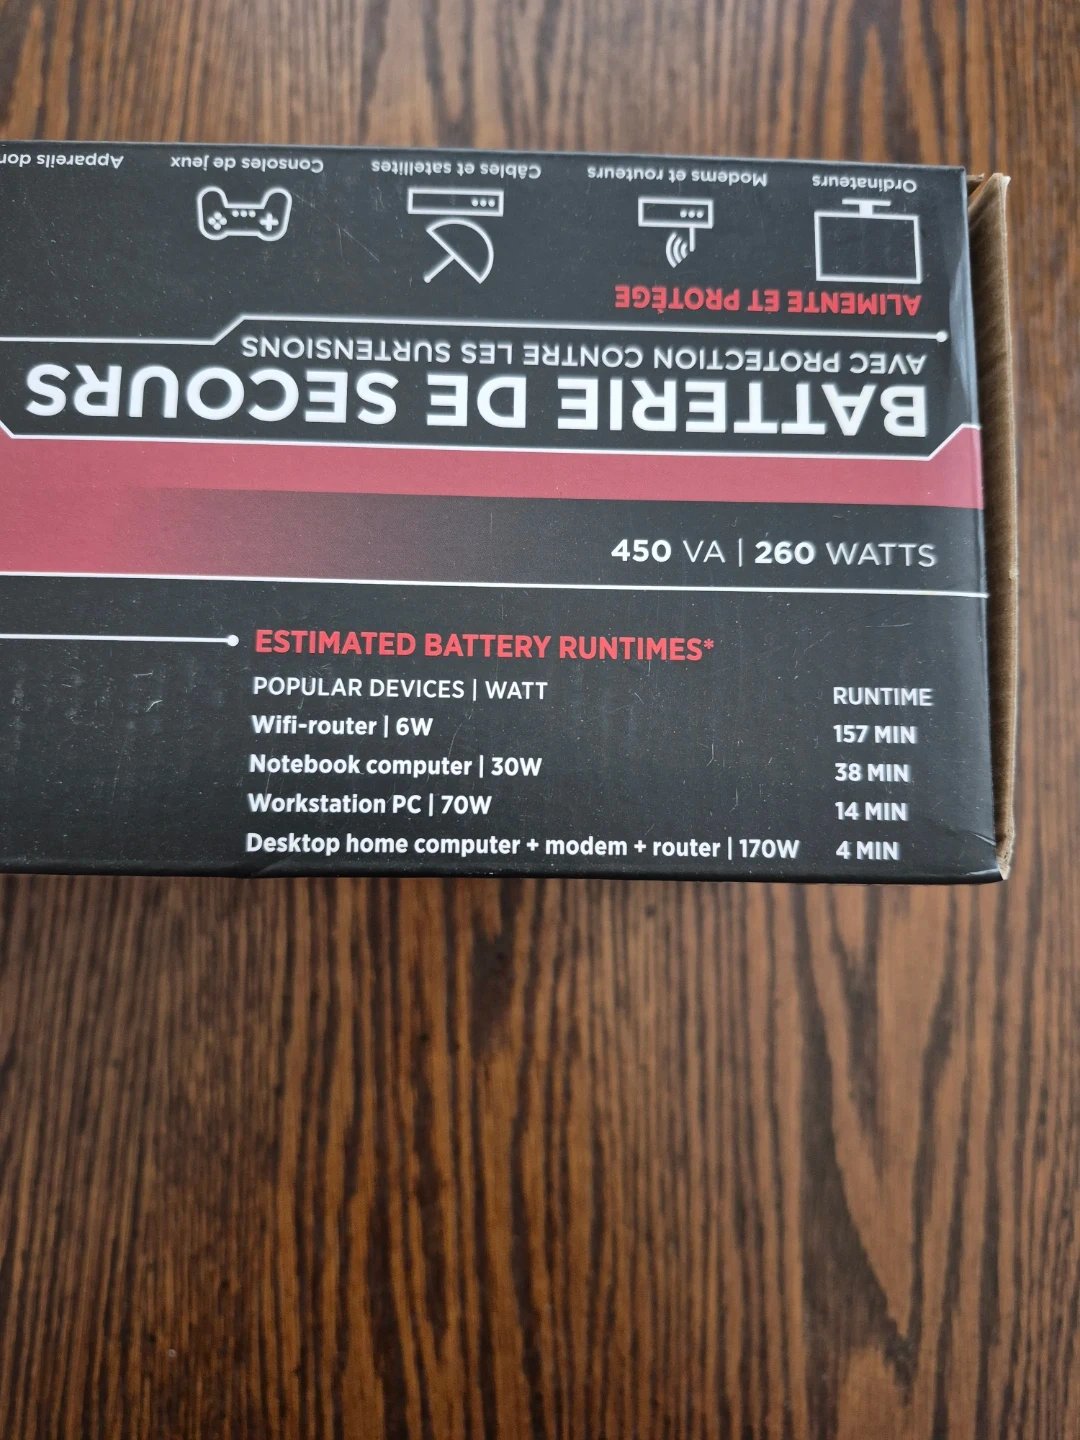 450 VA | 260 WATTS
ESTIMATED BATTERY RUNTIMES*
POPULAR DEVICES | WATT RUNTIME
Wifi-router | 6W 157 MIN
Notebook computer | 30W 38 MIN
Workstation PC | 70W 14 MIN
Desktop home computer + modem + router | 170W 4 MIN
BATTERIE DE SECOURS
AVEC PROTECTION CONTRE LES SURTENSIONS
ALIMENTE ET PROTÈGE
Ordinateurs
Modems et routeurs
Câbles et satellites
Consoles de jeux
Appareils